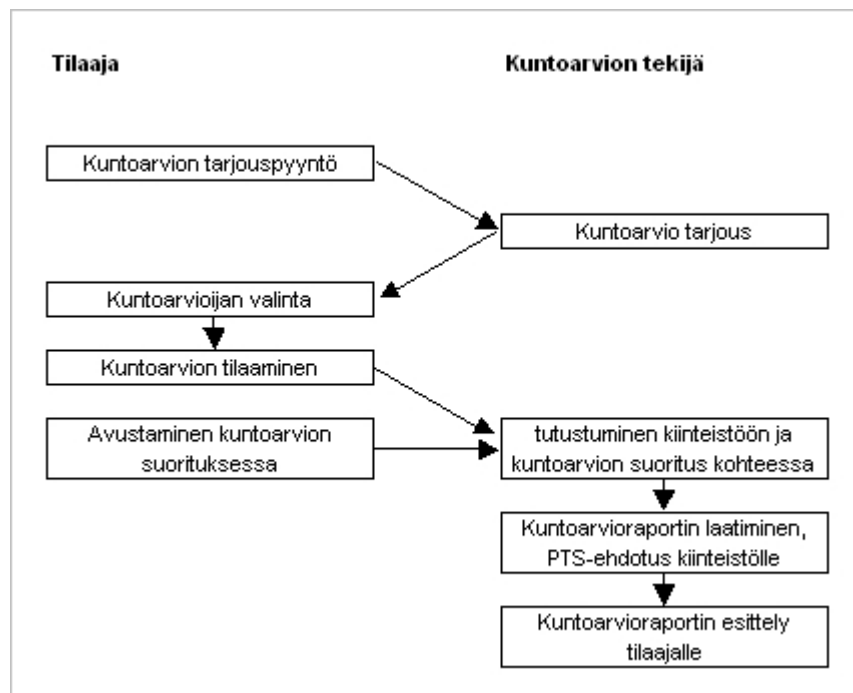 Tilaaja
Kuntoarvion tekijä
Kuntoarvion tarjouspyyntö
Kuntoarvio tarjous
Kuntoarvioijan valinta
Kuntoarvion tilaaminen
Avustaminen kuntoarvion
suorituksessa
tutustuminen kiinteistöön ja
kuntoarvion suoritus kohteessa
Kuntoarvioraportin laatiminen,
PTS-ehdotus kiinteistölle
Kuntoarvioraportin esittely
tilaajalle